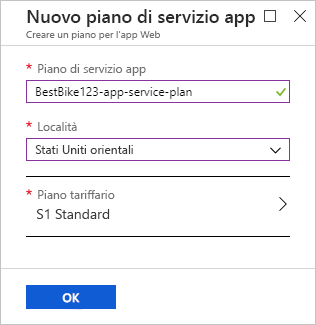 Nuovo piano di servizio app
Creare un piano per l'app Web
* Piano di servizio app
BestBike123-app-service-plan
* Località
Stati Uniti orientali
* Piano tariffario
S1 Standard
OK